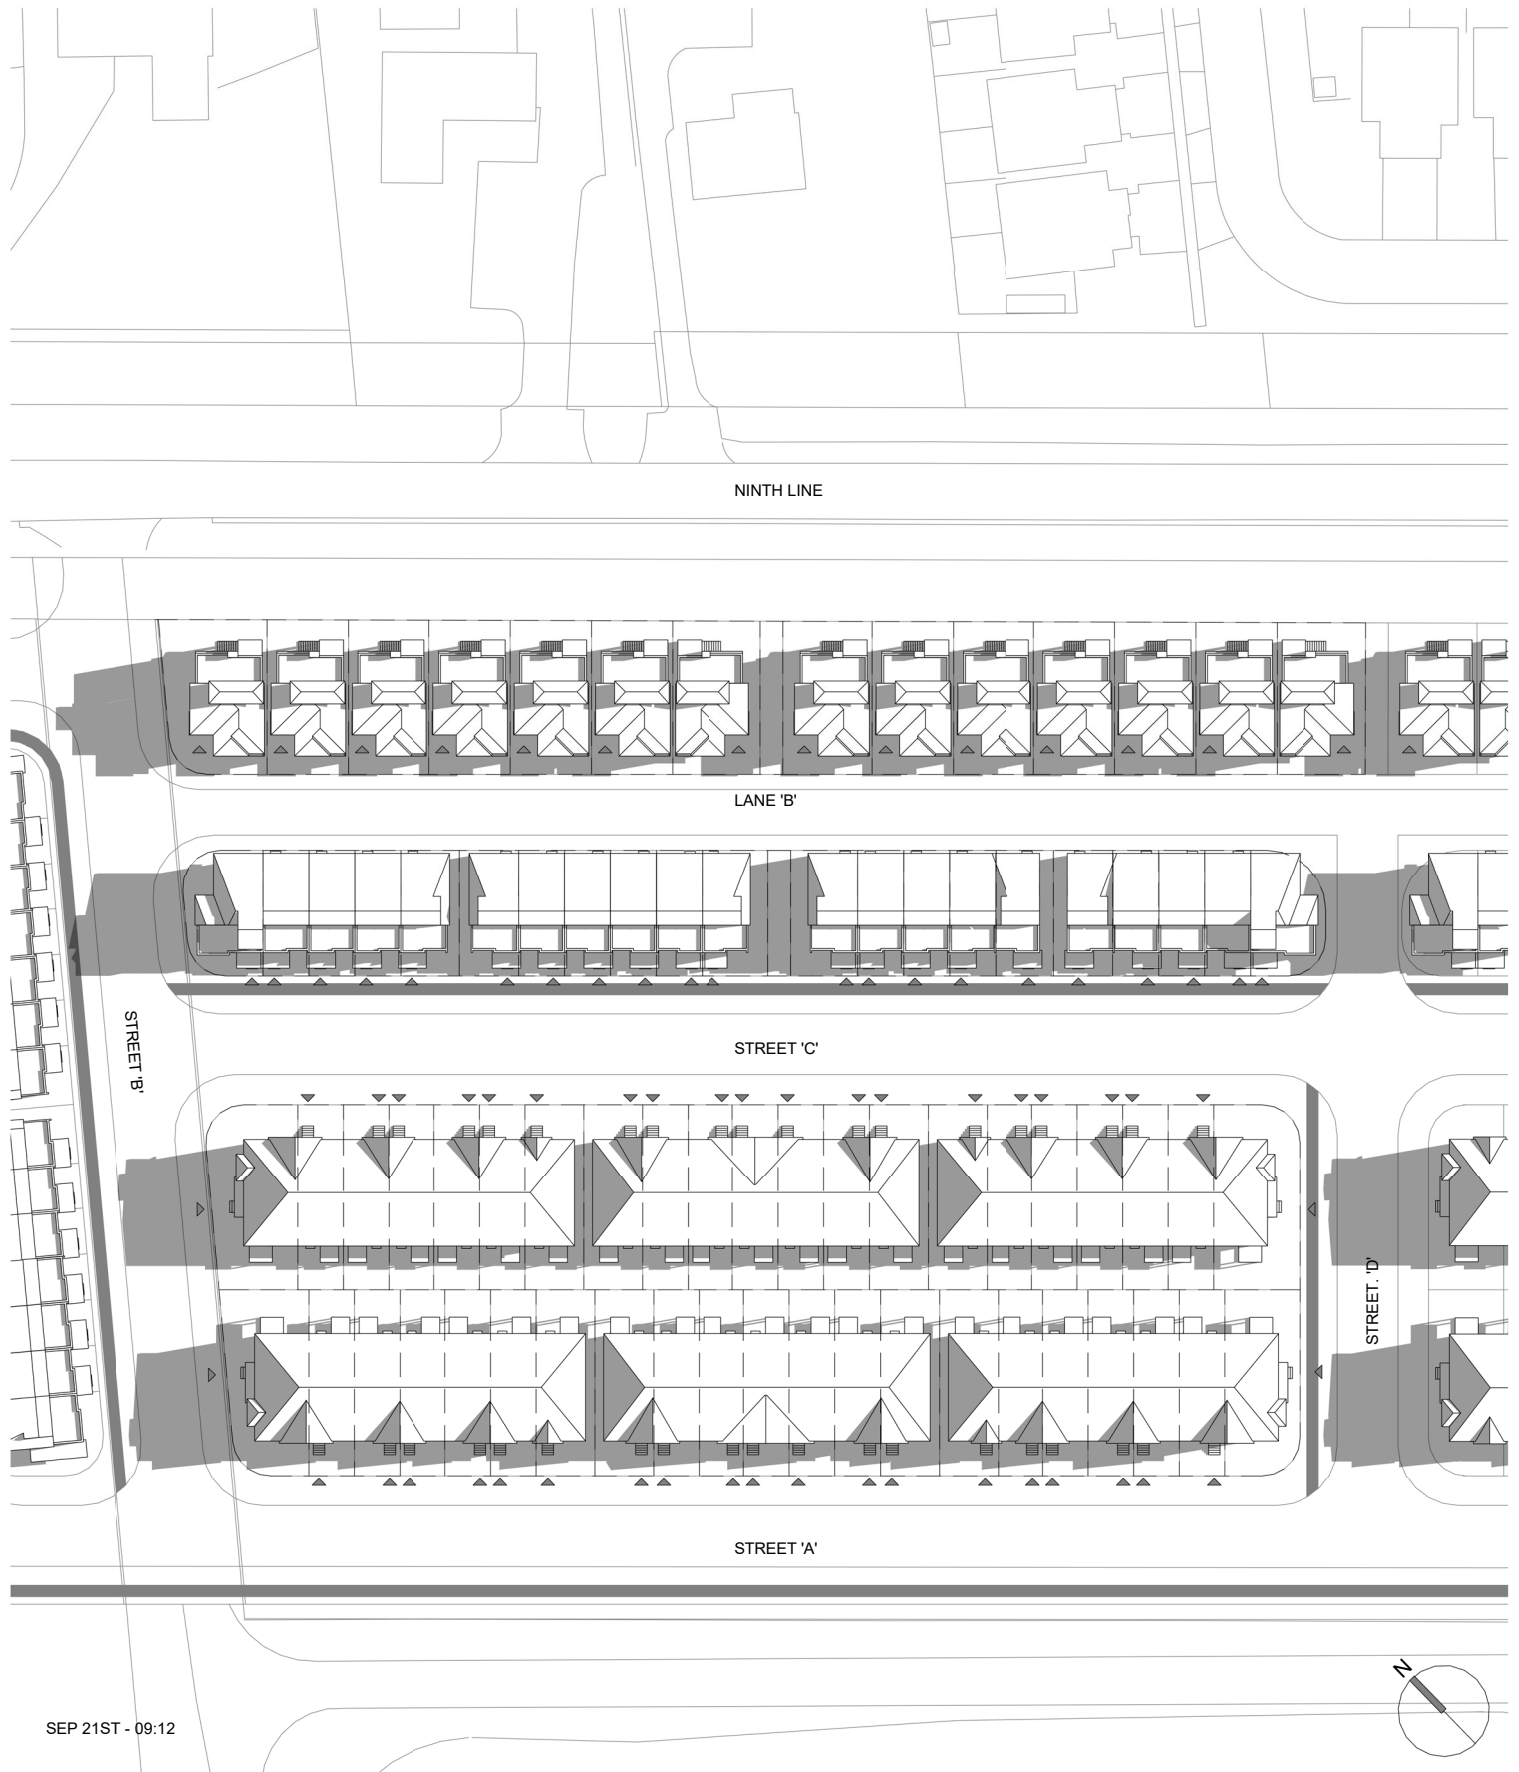 NINTH LINE
LANE 'B'
STREET 'B'
STREET 'C'
STREET. 'D'
STREET 'A'
N
SEP 21ST - 09:12